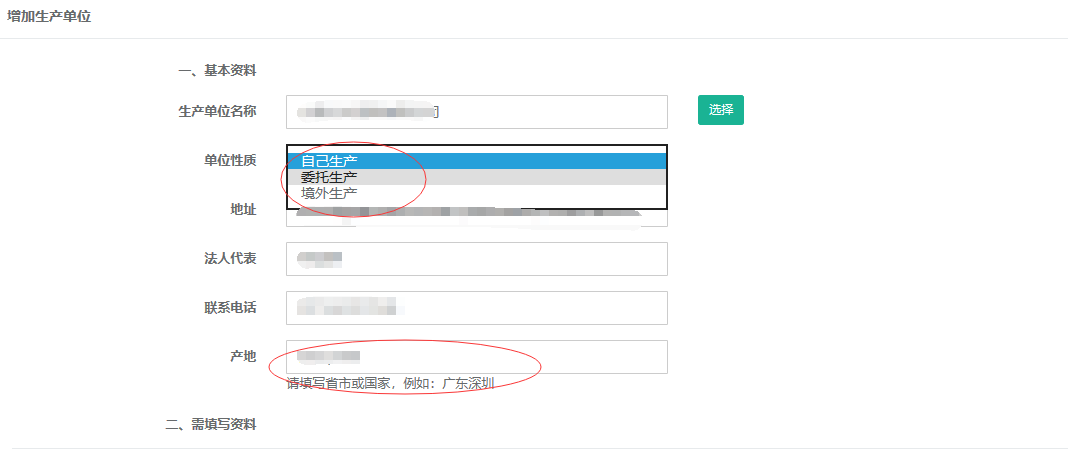 增加生产单位
一、基本资料
生产单位名称
选择
单位性质
自己生产
委托生产
境外生产
地址
法人代表
联系电话
产地
请填写省市或国家，例如：广东深圳
二、需填写资料